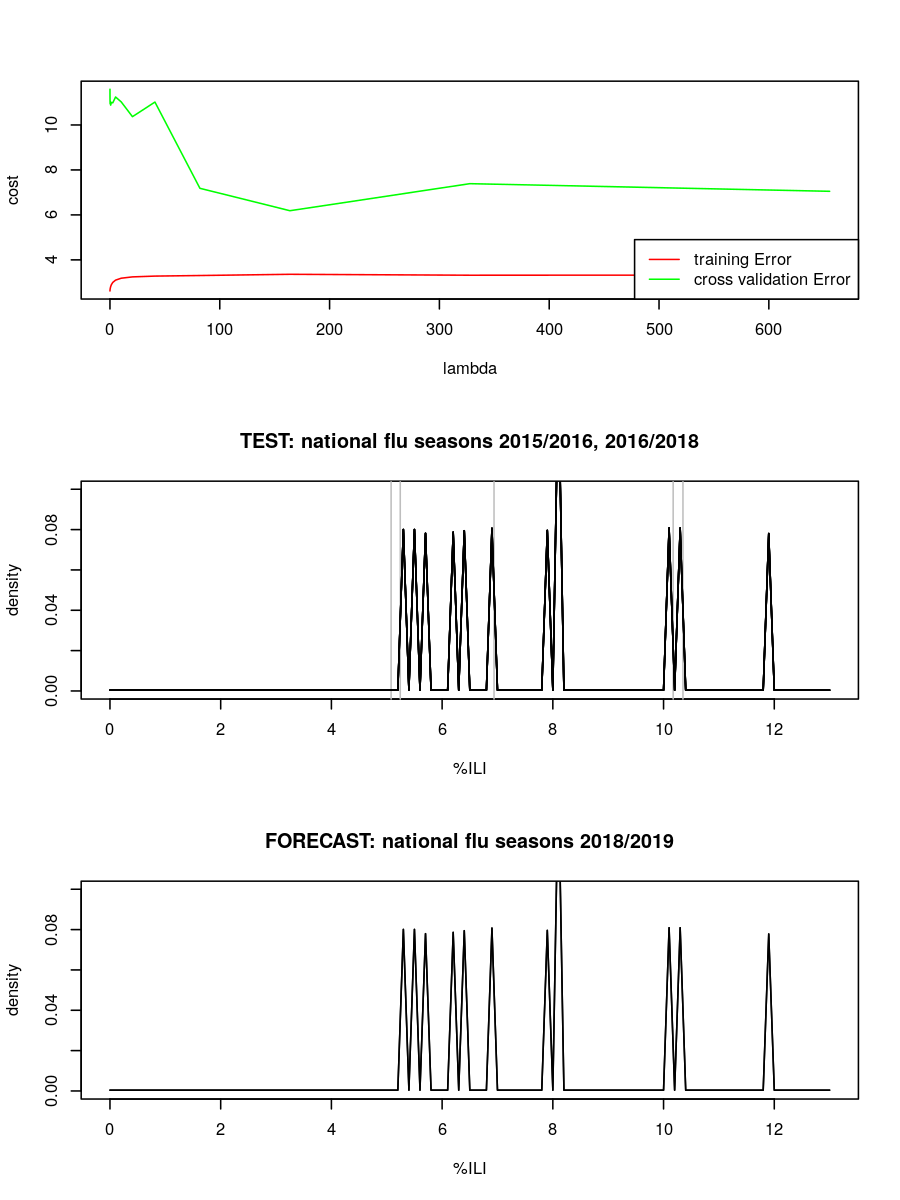 10
8
6
4
cost
training Error
cross validation Error
0 100 200 300 400 500 600
lambda
TEST: national flu seasons 2015/2016, 2016/2018
0.08
0.04
0.00
density
0 2 4 6 8 10 12
%ILI
FORECAST: national flu seasons 2018/2019
0.08
0.04
0.00
density
0 2 4 6 8 10 12
%ILI